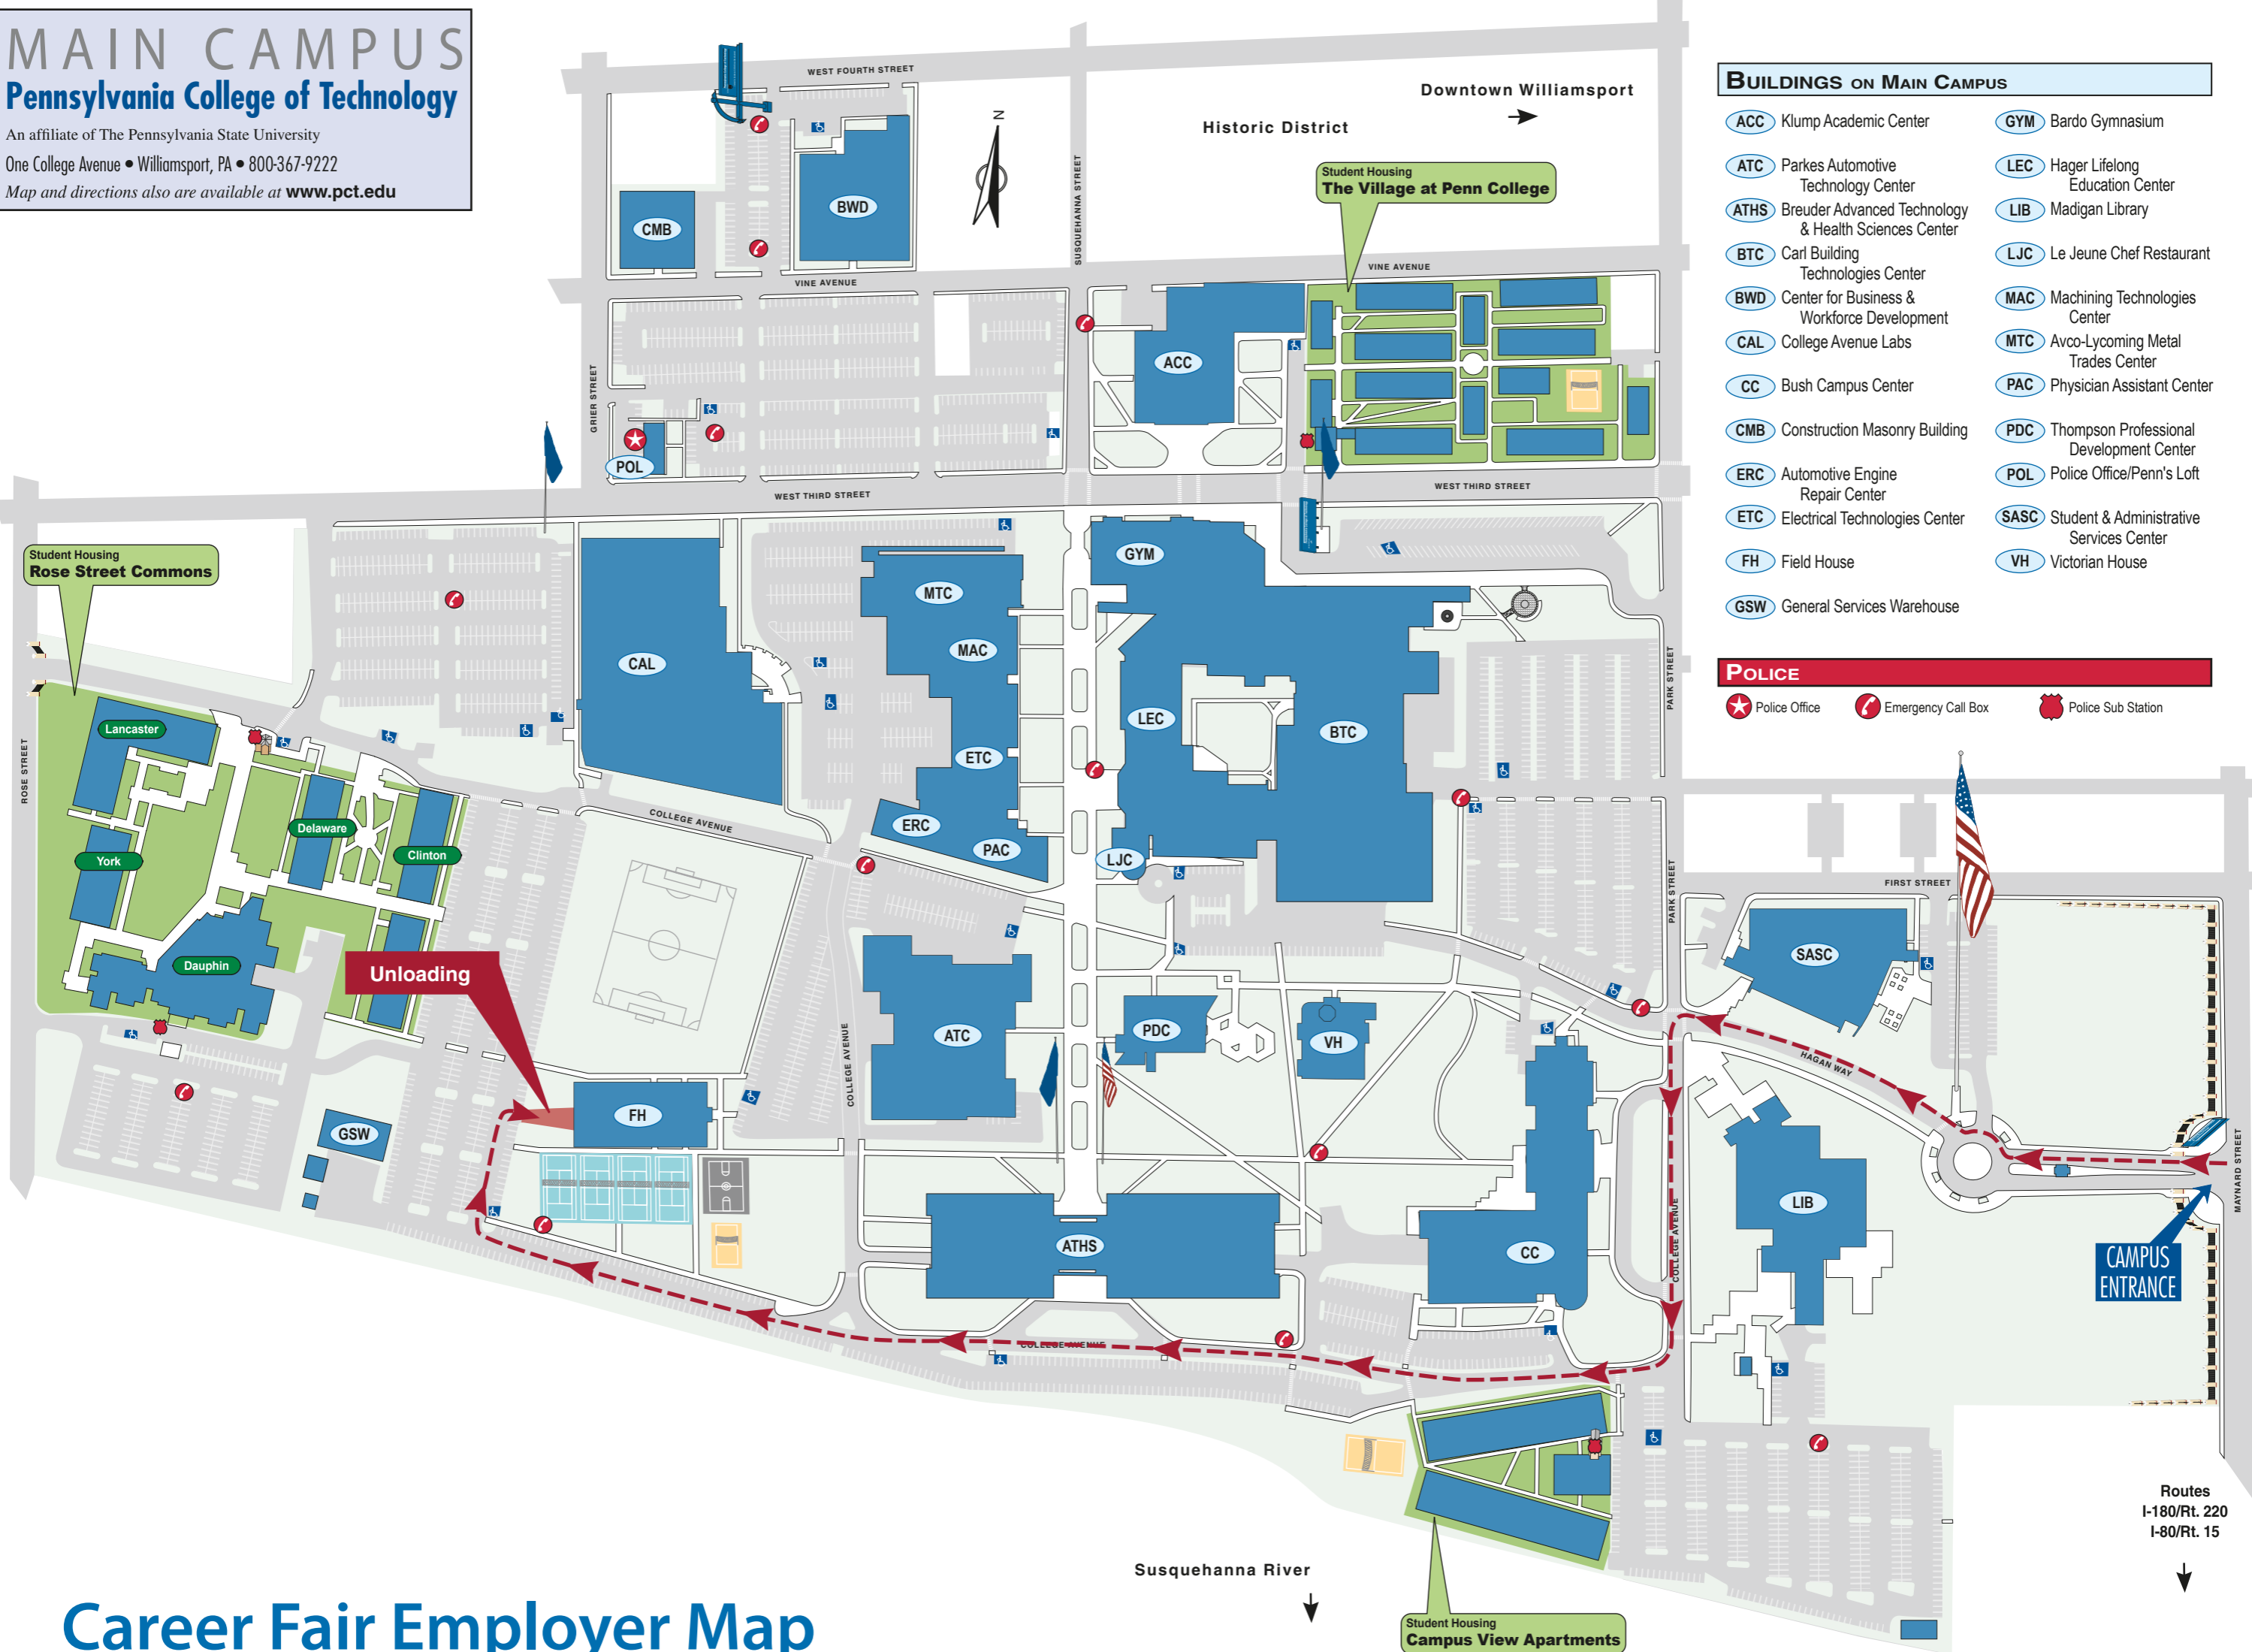 MAIN CAMPUS
Pennsylvania College of Technology
An affiliate of The Pennsylvania State University
One College Avenue • Williamsport, PA • 800-367-9222
Map and directions also are available at www.pct.edu
WEST FOURTH STREET
Downtown Williamsport
Historic District
N
SUSQUEHANNA STREET
Student Housing
The Village at Penn College
BWD
CMB
VINE AVENUE
VINE AVENUE
ACC
GRIER STREET
POL
WEST THIRD STREET
WEST THIRD STREET
BUILDINGS ON MAIN CAMPUS
ACC Klump Academic Center
ATC Parkes Automotive
Technology Center
ATHS Breuder Advanced Technology
& Health Sciences Center
BTC Carl Building
Technologies Center
BWD Center for Business &
Workforce Development
CAL College Avenue Labs
CC Bush Campus Center
CMB Construction Masonry Building
ERC Automotive Engine
Repair Center
ETC Electrical Technologies Center
FH Field House
GSW General Services Warehouse
GYM Bardo Gymnasium
LEC Hager Lifelong
Education Center
LIB Madigan Library
LJC Le Jeune Chef Restaurant
MAC Machining Technologies
Center
MTC Avco-Lycoming Metal
Trades Center
PAC Physician Assistant Center
PDC Thompson Professional
Development Center
POL Police Office/Penn's Loft
SASC Student & Administrative
Services Center
VH Victorian House
POLICE
Police Office
Emergency Call Box
Police Sub Station
Student Housing
Rose Street Commons
ROSE STREET
Lancaster
York
Delaware
Clinton
Dauphin
CAL
MTC
MAC
ETC
ERC
PAC
GYM
LEC
BTC
LJC
PARK STREET
PARK STREET
COLLEGE AVENUE
FIRST STREET
SASC
Unloading
ATC
PDC
VH
COLLEGE AVENUE
HAGAN WAY
FH
GSW
MAYNARD STREET
LIB
COLLEGE AVENUE
ATHS
CC
CAMPUS
ENTRANCE
COLLEGE AVENUE
Routes
I-180/Rt. 220
I-80/Rt. 15
Susquehanna River
Student Housing
Campus View Apartments
Career Fair Employer Map